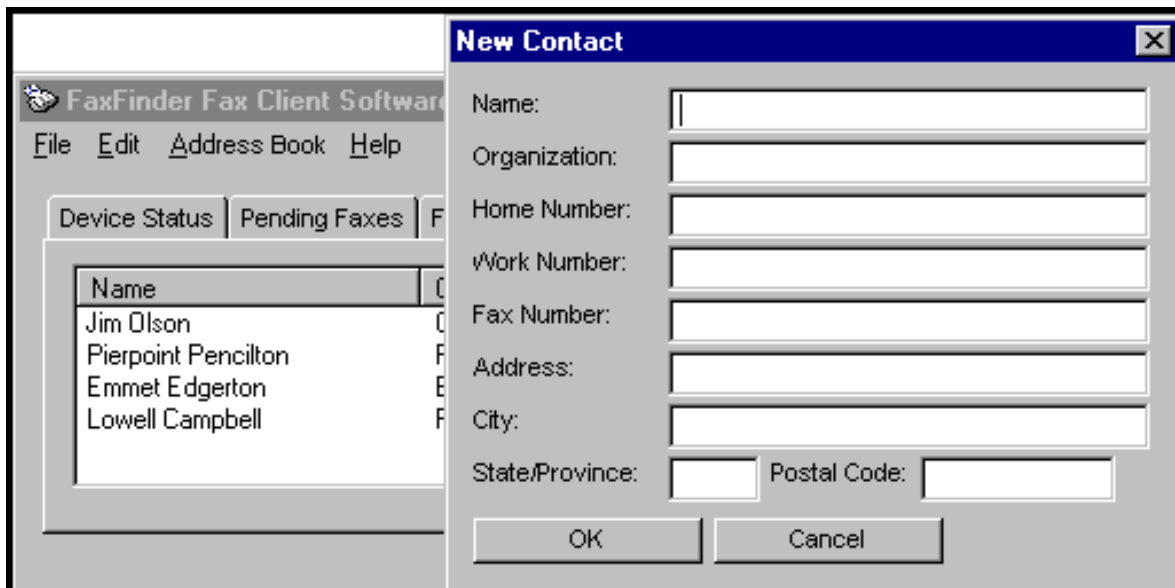 New Contact
FaxFinder Fax Client Software
File Edit Address Book Help
Device Status Pending Faxes
Name
Jim Olson
Pierpoint Pencilton
Emmet Edgerton
Lowell Campbell
Name:
Organization:
Home Number:
Work Number:
Fax Number:
Address:
City:
State/Province: Postal Code:
OK Cancel